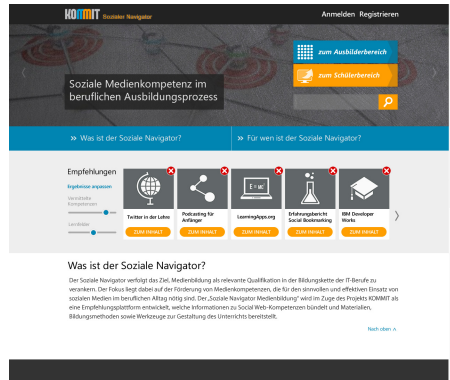 KOMMIT Sozialer Navigator
Anmelden Registrieren
zum Ausbilderbereich
zum Schülerbereich
Soziale Medienkompetenz im
beruflichen Ausbildungsprozess
>> Was ist der Soziale Navigator?
>> Für wen ist der Soziale Navigator?
Empfehlungen
Ergebnisse anpassen
Vermittelte
Kompetenzen
Lernfelder
Twitter in der Lehre
Podcasting für
Anfänger
E = MC²
LearningApps.org
Erfahrungsbericht
Social Bookmarking
IBM Developer
Works
ZUM INHALT
ZUM INHALT
ZUM INHALT
ZUM INHALT
ZUM INHALT
Was ist der Soziale Navigator?
Der Soziale Navigator verfolgt das Ziel, Medienbildung als relevante Qualifikation in der Bildungskette der IT-Berufe zu
verankern. Der Fokus liegt dabei auf der Förderung von Medienkompetenzen, die für den sinnvollen und effektiven Einsatz von
sozialen Medien im beruflichen Alltag nötig sind. Der „Soziale Navigator Medienbildung" wird im Zuge des Projekts KOMMIT als
eine Empfehlungsplattform entwickelt, welche Informationen zu Social Web-Kompetenzen bündelt und Materialien,
Bildungsmethoden sowie Werkzeuge zur Gestaltung des Unterrichts bereitstellt.
Nach oben ^